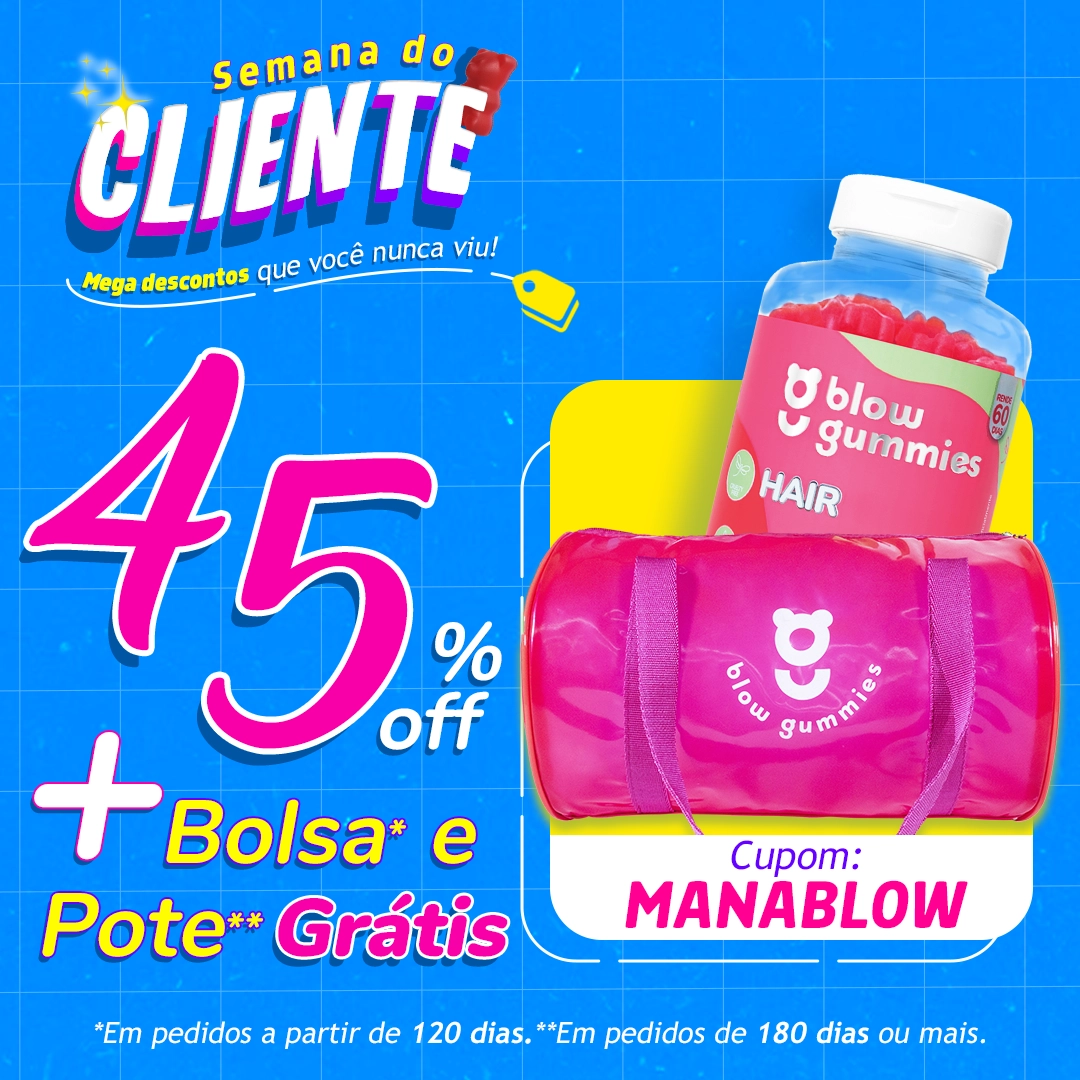 Semana do
CLIENTE
Mega descontos que você nunca viu!
45
%
off
+ Bolsa* e
Pote** Grátis
blow
gummies
RENDE
60
DIAS
HAIR
blow gummies
Cupom:
MANABLOW
*Em pedidos a partir de 120 dias.**Em pedidos de 180 dias ou mais.